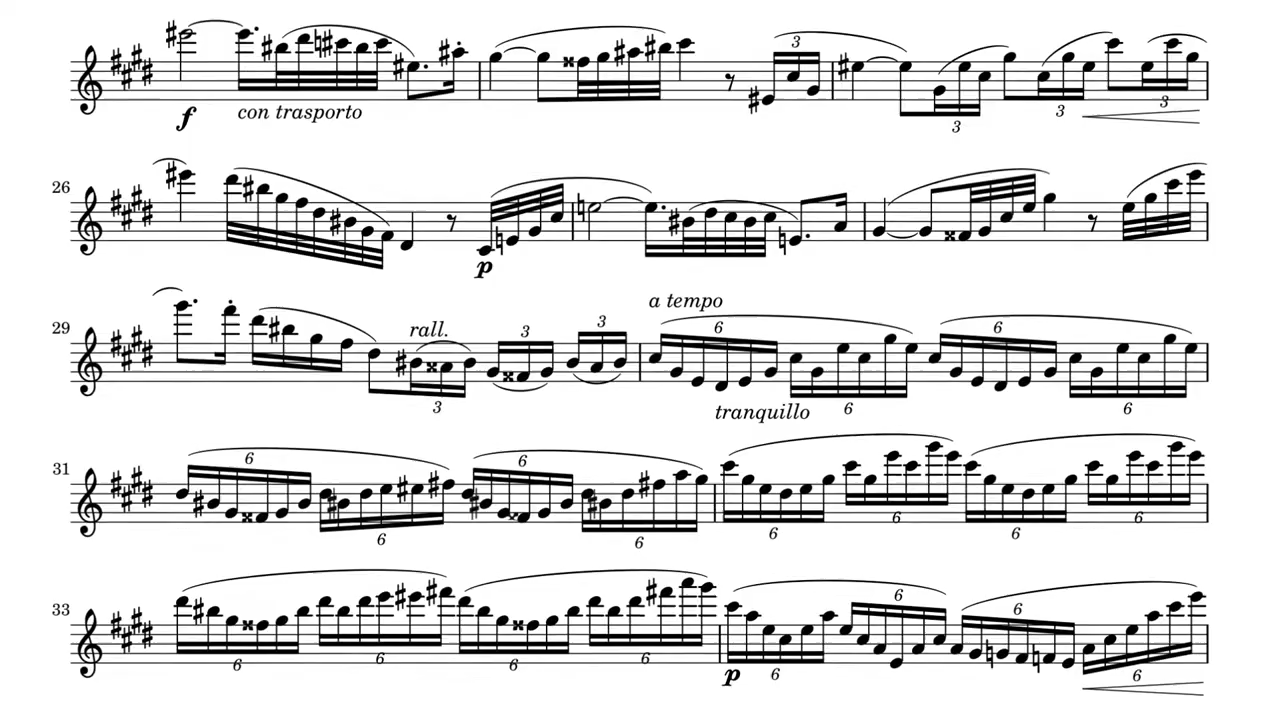 f con trasporto 3 3 3 3
26 p
rall. 3 3 a tempo 6 6
29 3 6 6
tranquillo
31 6 6 6 6 6 6 6 6
33 6 6 6 6 p 6 6 6 6